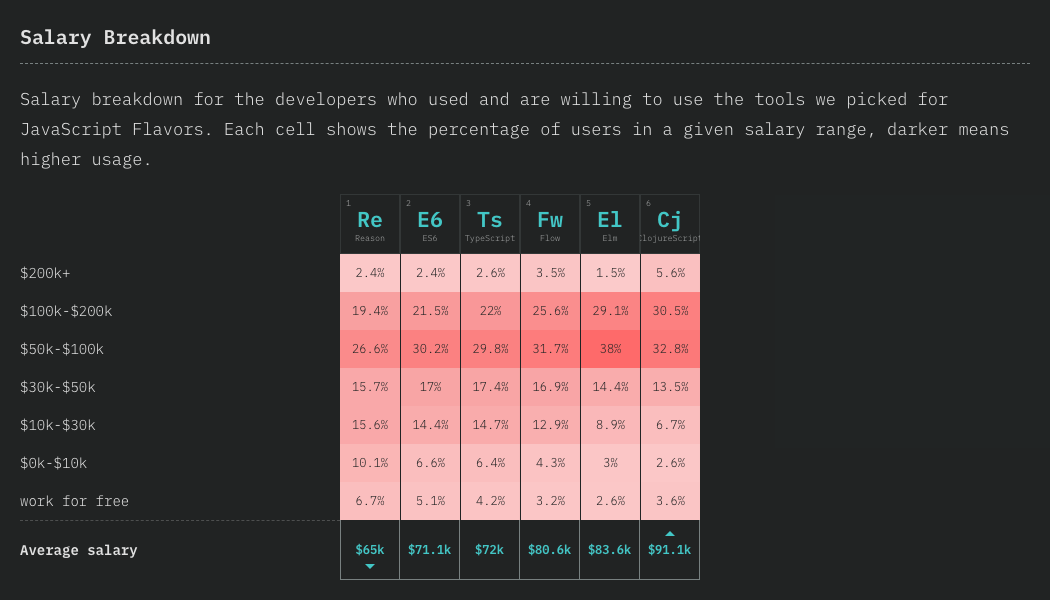 Salary Breakdown
Salary breakdown for the developers who used and are willing to use the tools we picked for
JavaScript Flavors. Each cell shows the percentage of users in a given salary range, darker means
higher usage.
1 2 3 4 5 6
Re E6 Ts Fw El Cj
Reason ES6 TypeScript Flow Elm ClojureScript
$200k+ 2.4% 2.4% 2.6% 3.5% 1.5% 5.6%
$100k-$200k 19.4% 21.5% 22% 25.6% 29.1% 30.5%
$50k-$100k 26.6% 30.2% 29.8% 31.7% 38% 32.8%
$30k-$50k 15.7% 17% 17.4% 16.9% 14.4% 13.5%
$10k-$30k 15.6% 14.4% 14.7% 12.9% 8.9% 6.7%
$0k-$10k 10.1% 6.6% 6.4% 4.3% 3% 2.6%
work for free 6.7% 5.1% 4.2% 3.2% 2.6% 3.6%
Average salary $65k $71.1k $72k $80.6k $83.6k $91.1k